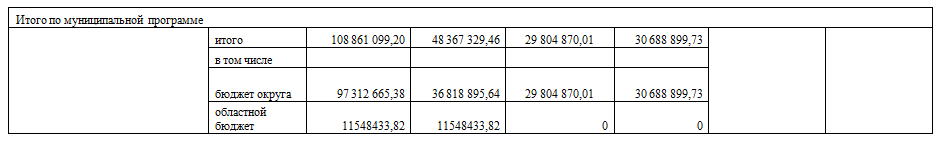 Итого по муниципальной программе
итого 108 861 099,20 48 367 329,46 29 804 870,01 30 688 899,73
в том числе
бюджет округа 97 312 665,38 36 818 895,64 29 804 870,01 30 688 899,73
областной
бюджет 11548433,82 11548433,82 0 0